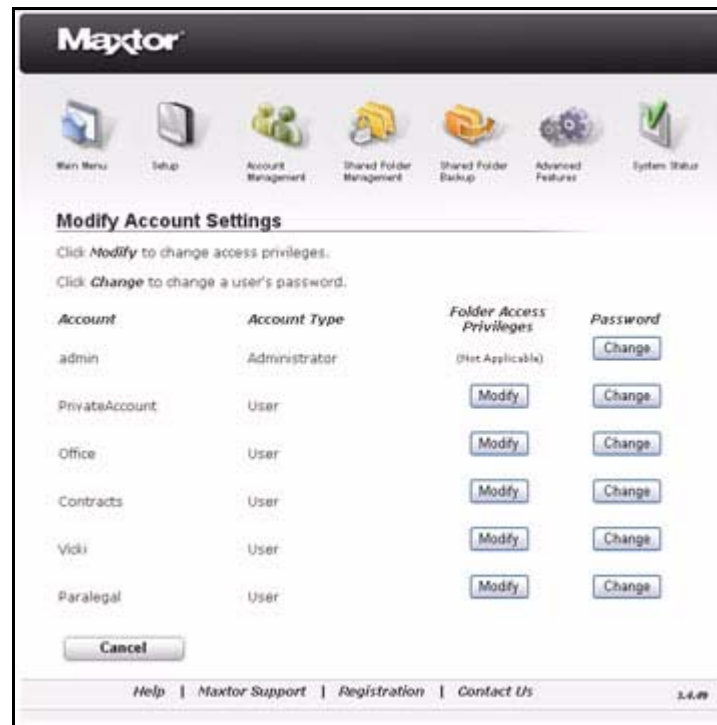 Maxtor
Main Menu
Setup
Account Management
Shared Folder Management
Shared Folder Backup
Advanced Features
System Status
Modify Account Settings
Click Modify to change access privileges.
Click Change to change a user's password.
Account Account Type Folder Access Privileges Password
admin Administrator (Not Applicable) Change
PrivateAccount User Modify Change
Office User Modify Change
Contracts User Modify Change
Vicki User Modify Change
Paralegal User Modify Change
Cancel
Help | Maxtor Support | Registration | Contact Us